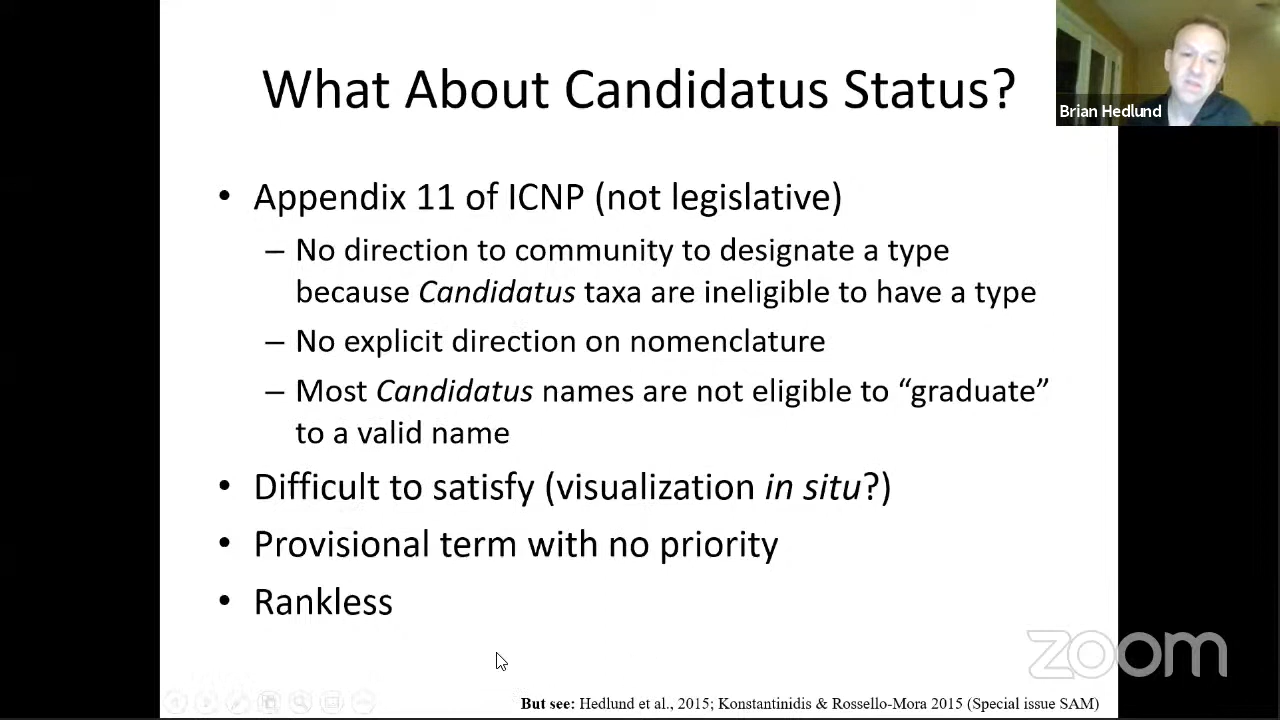 What About Candidatus Status?
Brian Hedlund
• Appendix 11 of ICNP (not legislative)
– No direction to community to designate a type
because Candidatus taxa are ineligible to have a type
– No explicit direction on nomenclature
– Most Candidatus names are not eligible to “graduate”
to a valid name
• Difficult to satisfy (visualization in situ?)
• Provisional term with no priority
• Rankless
zoom
But see: Hedlund et al., 2015; Konstantinidis & Rossello-Mora 2015 (Special issue SAM)